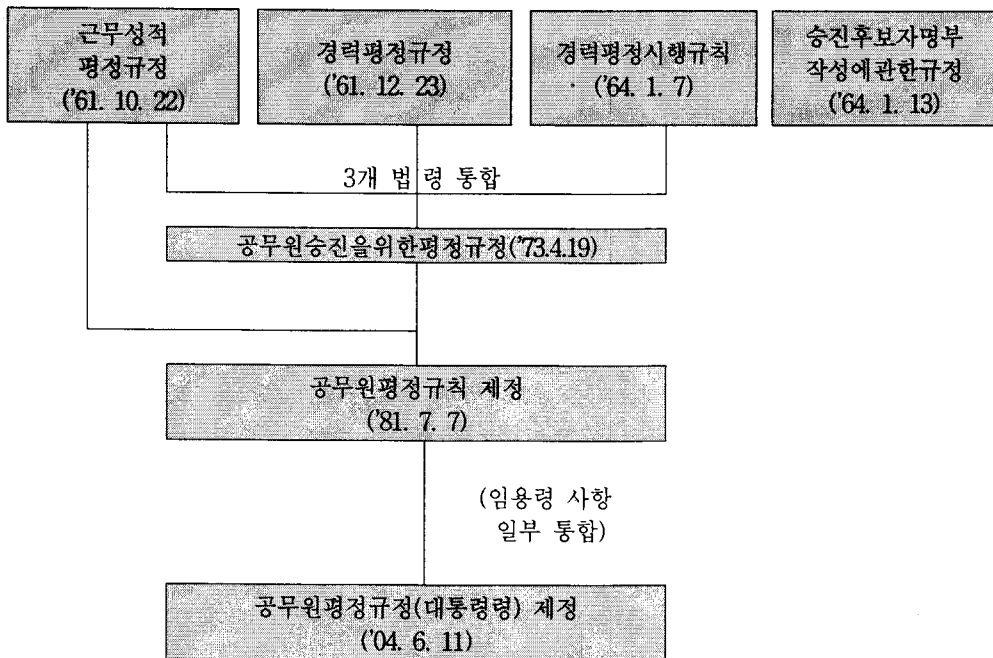 근무성적
평정규정
('61. 10. 22)
경력평정규정
('61. 12. 23)
경력평정시행규칙
('64. 1. 7)
승진후보자명부
작성에관한규정
('64. 1. 13)
3개 법령 통합
공무원승진을위한평정규정('73.4.19)
공무원평정규칙 제정
('81. 7. 7)
(임용령 사항
일부 통합)
공무원평정규정(대통령령) 제정
('04. 6. 11)